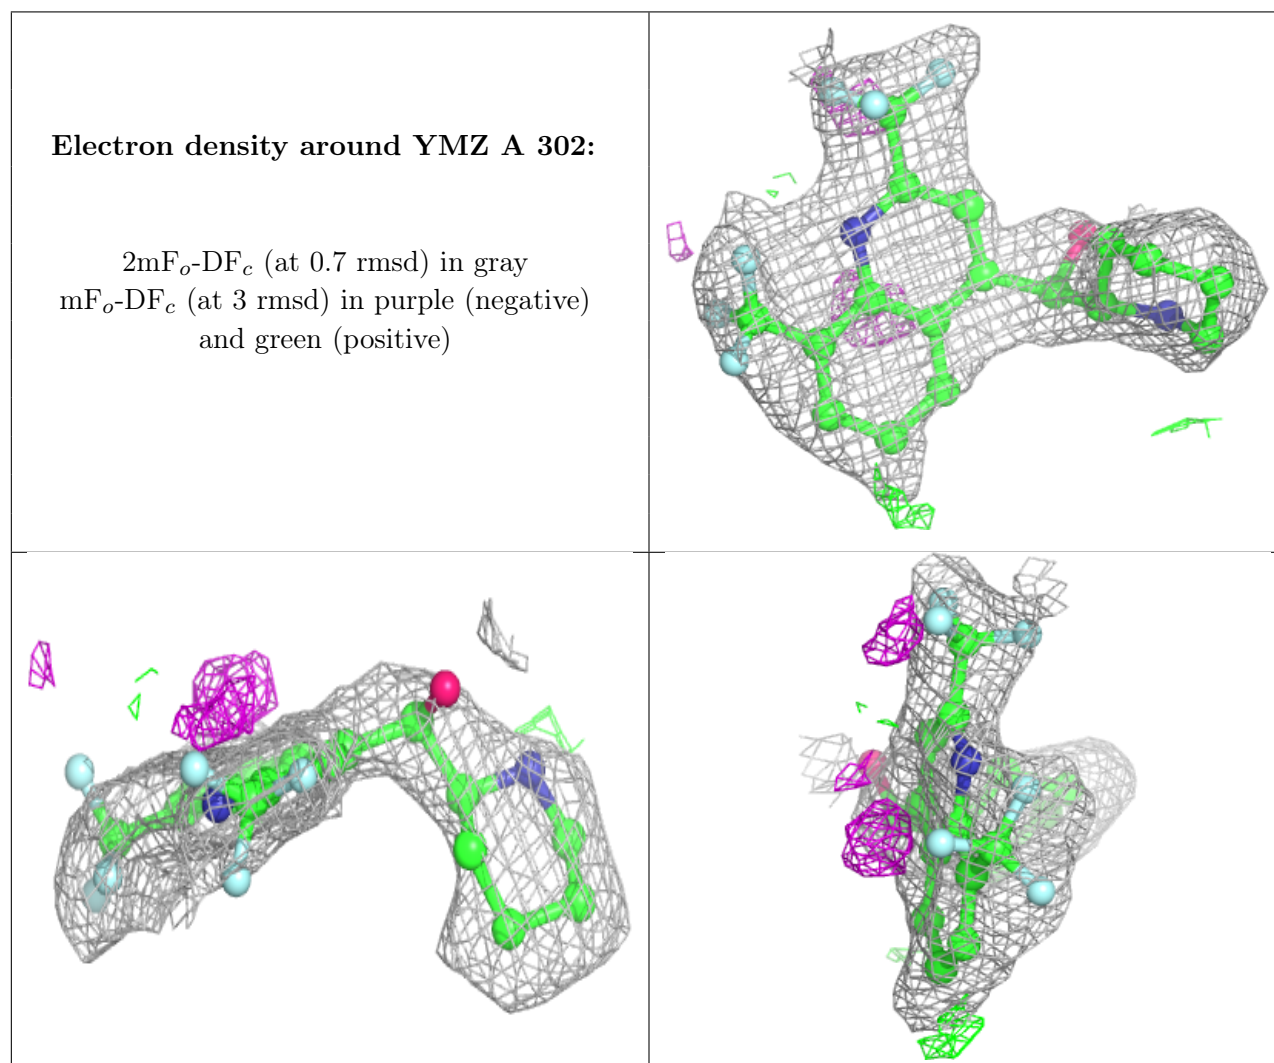 Electron density around YMZ A 302:
2mFo-DFc (at 0.7 rmsd) in gray
mFo-DFc (at 3 rmsd) in purple (negative)
and green (positive)